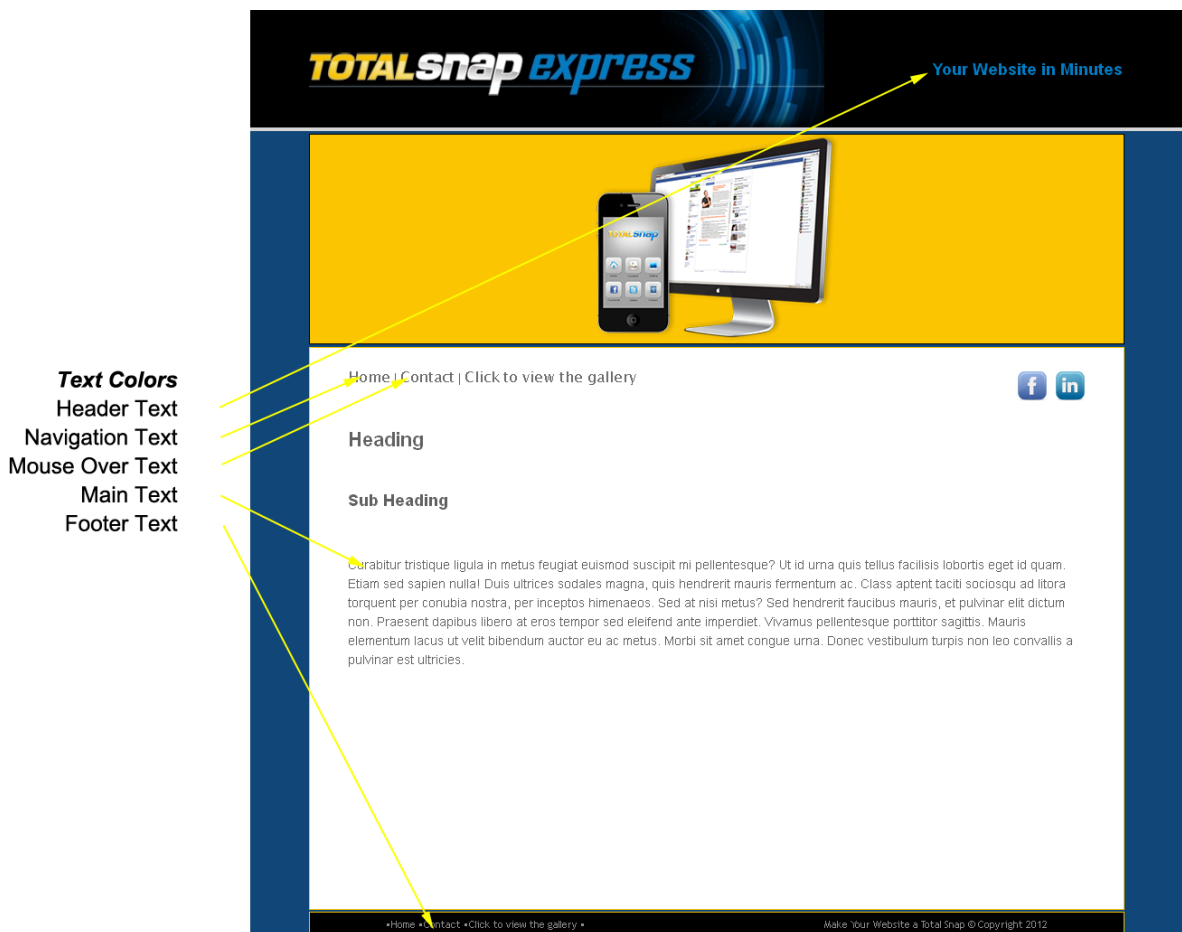 TOTALsnap express
Your Website in Minutes
TOTALsnap
Text Colors
Header Text
Navigation Text
Mouse Over Text
Main Text
Footer Text
Home | Contact | Click to view the gallery
f in
Heading
Sub Heading
Curabitur tristique ligula in metus feugiat euismod suscipit mi pellentesque? Ut id urna quis tellus facilisis lobortis eget id quam.
Etiam sed sapien nulla! Duis ultrices sodales magna, quis hendrerit mauris fermentum ac. Class aptent taciti sociosqu ad litora
torquent per conubia nostra, per inceptos himenaeos. Sed at nisi metus? Sed hendrerit faucibus mauris, et pulvinar elit dictum
non. Praesent dapibus libero at eros tempor sed eleifend ante imperdiet. Vivamus pellentesque porttitor sagittis. Mauris
elementum lacus ut velit bibendum auctor eu ac metus. Morbi sit amet congue urna. Donec vestibulum turpis non leo convallis a
pulvinar est ultricies.
•Home •Contact •Click to view the gallery •
Make Your Website a Total Snap © Copyright 2012